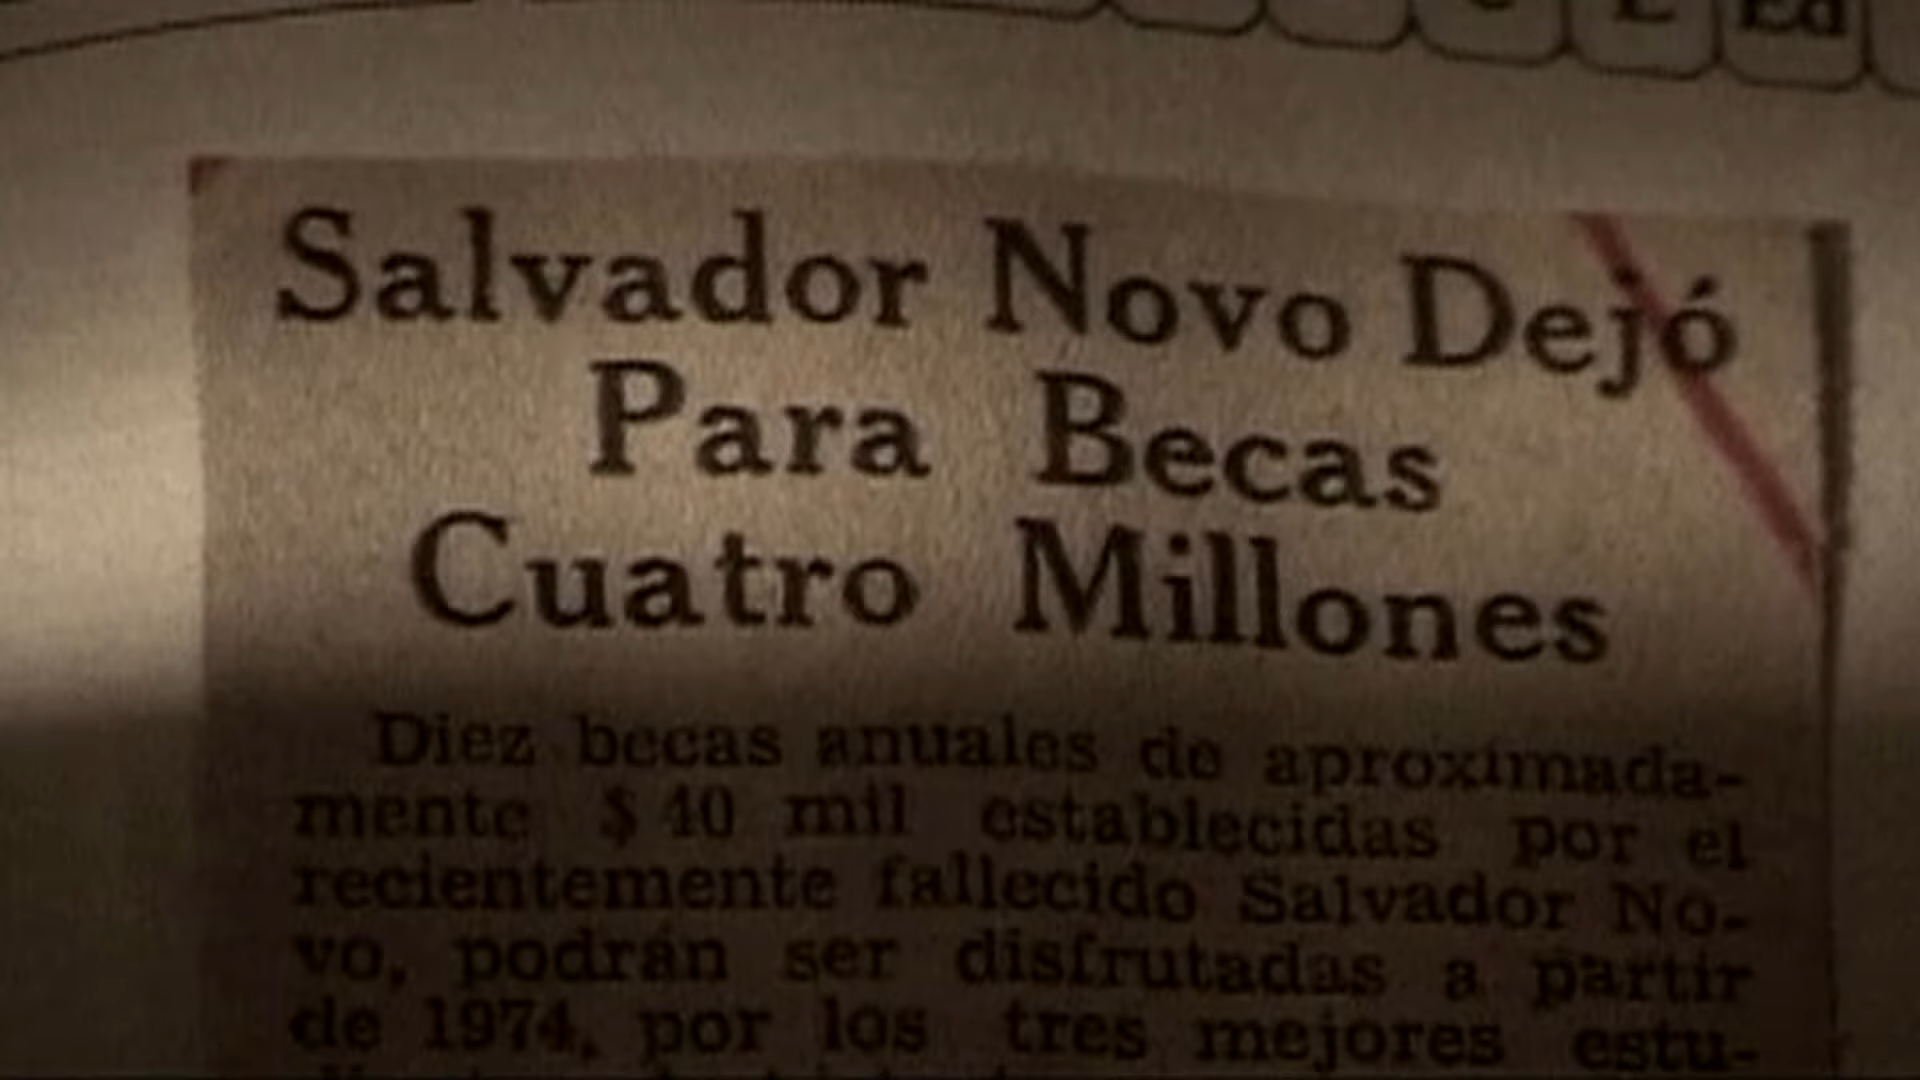 C E Ed
Salvador Novo Dejó
Para Becas
Cuatro Millones
Diez becas anuales de aproximada-
mente $ 40 mil establecidas por el
recientemente fallecido Salvador No-
vo, podrán ser disfrutadas a partir
de 1974, por los tres mejores estu-